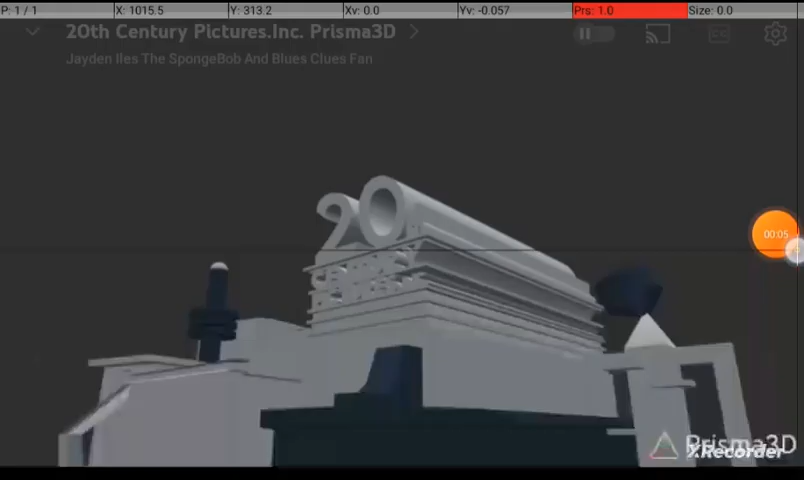 P: 1 / 1 X: 1015.5 Y: 313.2 Xv: 0.0 Yv: -0.057 Prs: 1.0 Size: 0.0
20th Century Pictures.Inc. Prisma3D
Jayden Iles The SpongeBob And Blues Clues Fan
CC
20
00:05
Prisma3D
XRecorder